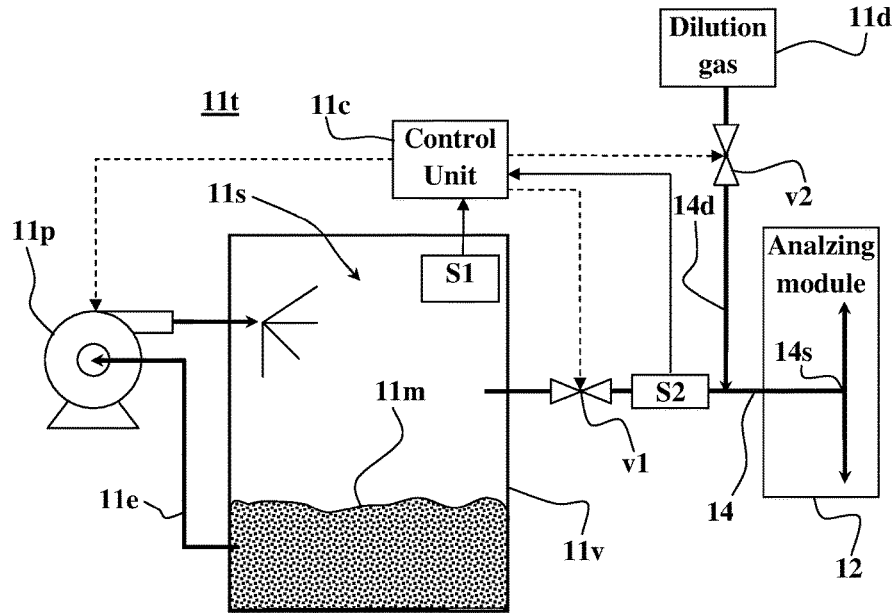 11d
Dilution
gas
11t
11c
Control
Unit
v2
11s
14d
11p
Analzing
module
S1
14s
S2
11m
v1
11e
14
11v
12